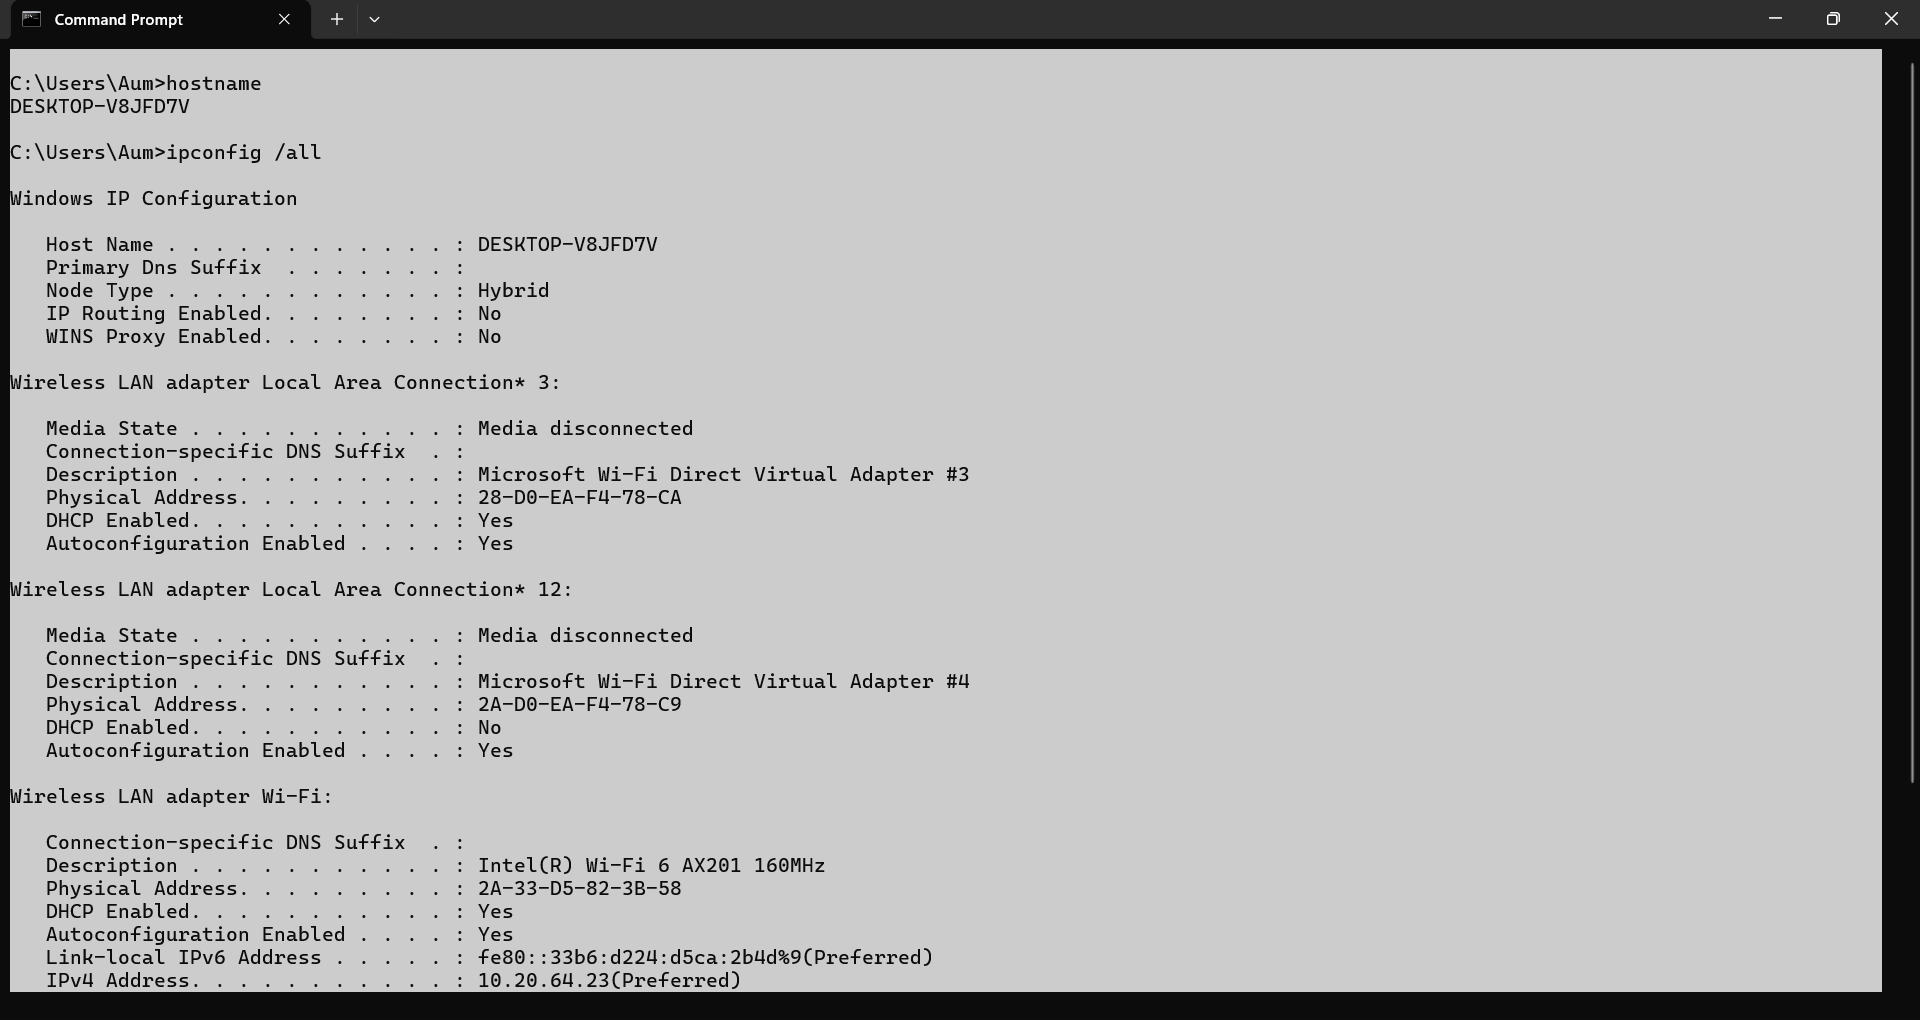 Command Prompt
C:\Users\Aum>hostname
DESKTOP-V8JFD7V
C:\Users\Aum>ipconfig /all
Windows IP Configuration
Host Name . . . . . . . . . . . . : DESKTOP-V8JFD7V
Primary Dns Suffix  . . . . . . . :
Node Type . . . . . . . . . . . . : Hybrid
IP Routing Enabled. . . . . . . . : No
WINS Proxy Enabled. . . . . . . . : No
Wireless LAN adapter Local Area Connection* 3:
Media State . . . . . . . . . . . : Media disconnected
Connection-specific DNS Suffix  . :
Description . . . . . . . . . . . : Microsoft Wi-Fi Direct Virtual Adapter #3
Physical Address. . . . . . . . . : 28-D0-EA-F4-78-CA
DHCP Enabled. . . . . . . . . . . : Yes
Autoconfiguration Enabled . . . . : Yes
Wireless LAN adapter Local Area Connection* 12:
Media State . . . . . . . . . . . : Media disconnected
Connection-specific DNS Suffix  . :
Description . . . . . . . . . . . : Microsoft Wi-Fi Direct Virtual Adapter #4
Physical Address. . . . . . . . . : 2A-D0-EA-F4-78-C9
DHCP Enabled. . . . . . . . . . . : No
Autoconfiguration Enabled . . . . : Yes
Wireless LAN adapter Wi-Fi:
Connection-specific DNS Suffix  . :
Description . . . . . . . . . . . : Intel(R) Wi-Fi 6 AX201 160MHz
Physical Address. . . . . . . . . : 2A-33-D5-82-3B-58
DHCP Enabled. . . . . . . . . . . : Yes
Autoconfiguration Enabled . . . . : Yes
Link-local IPv6 Address . . . . . : fe80::33b6:d224:d5ca:2b4d%9(Preferred)
IPv4 Address. . . . . . . . . . . : 10.20.64.23(Preferred)